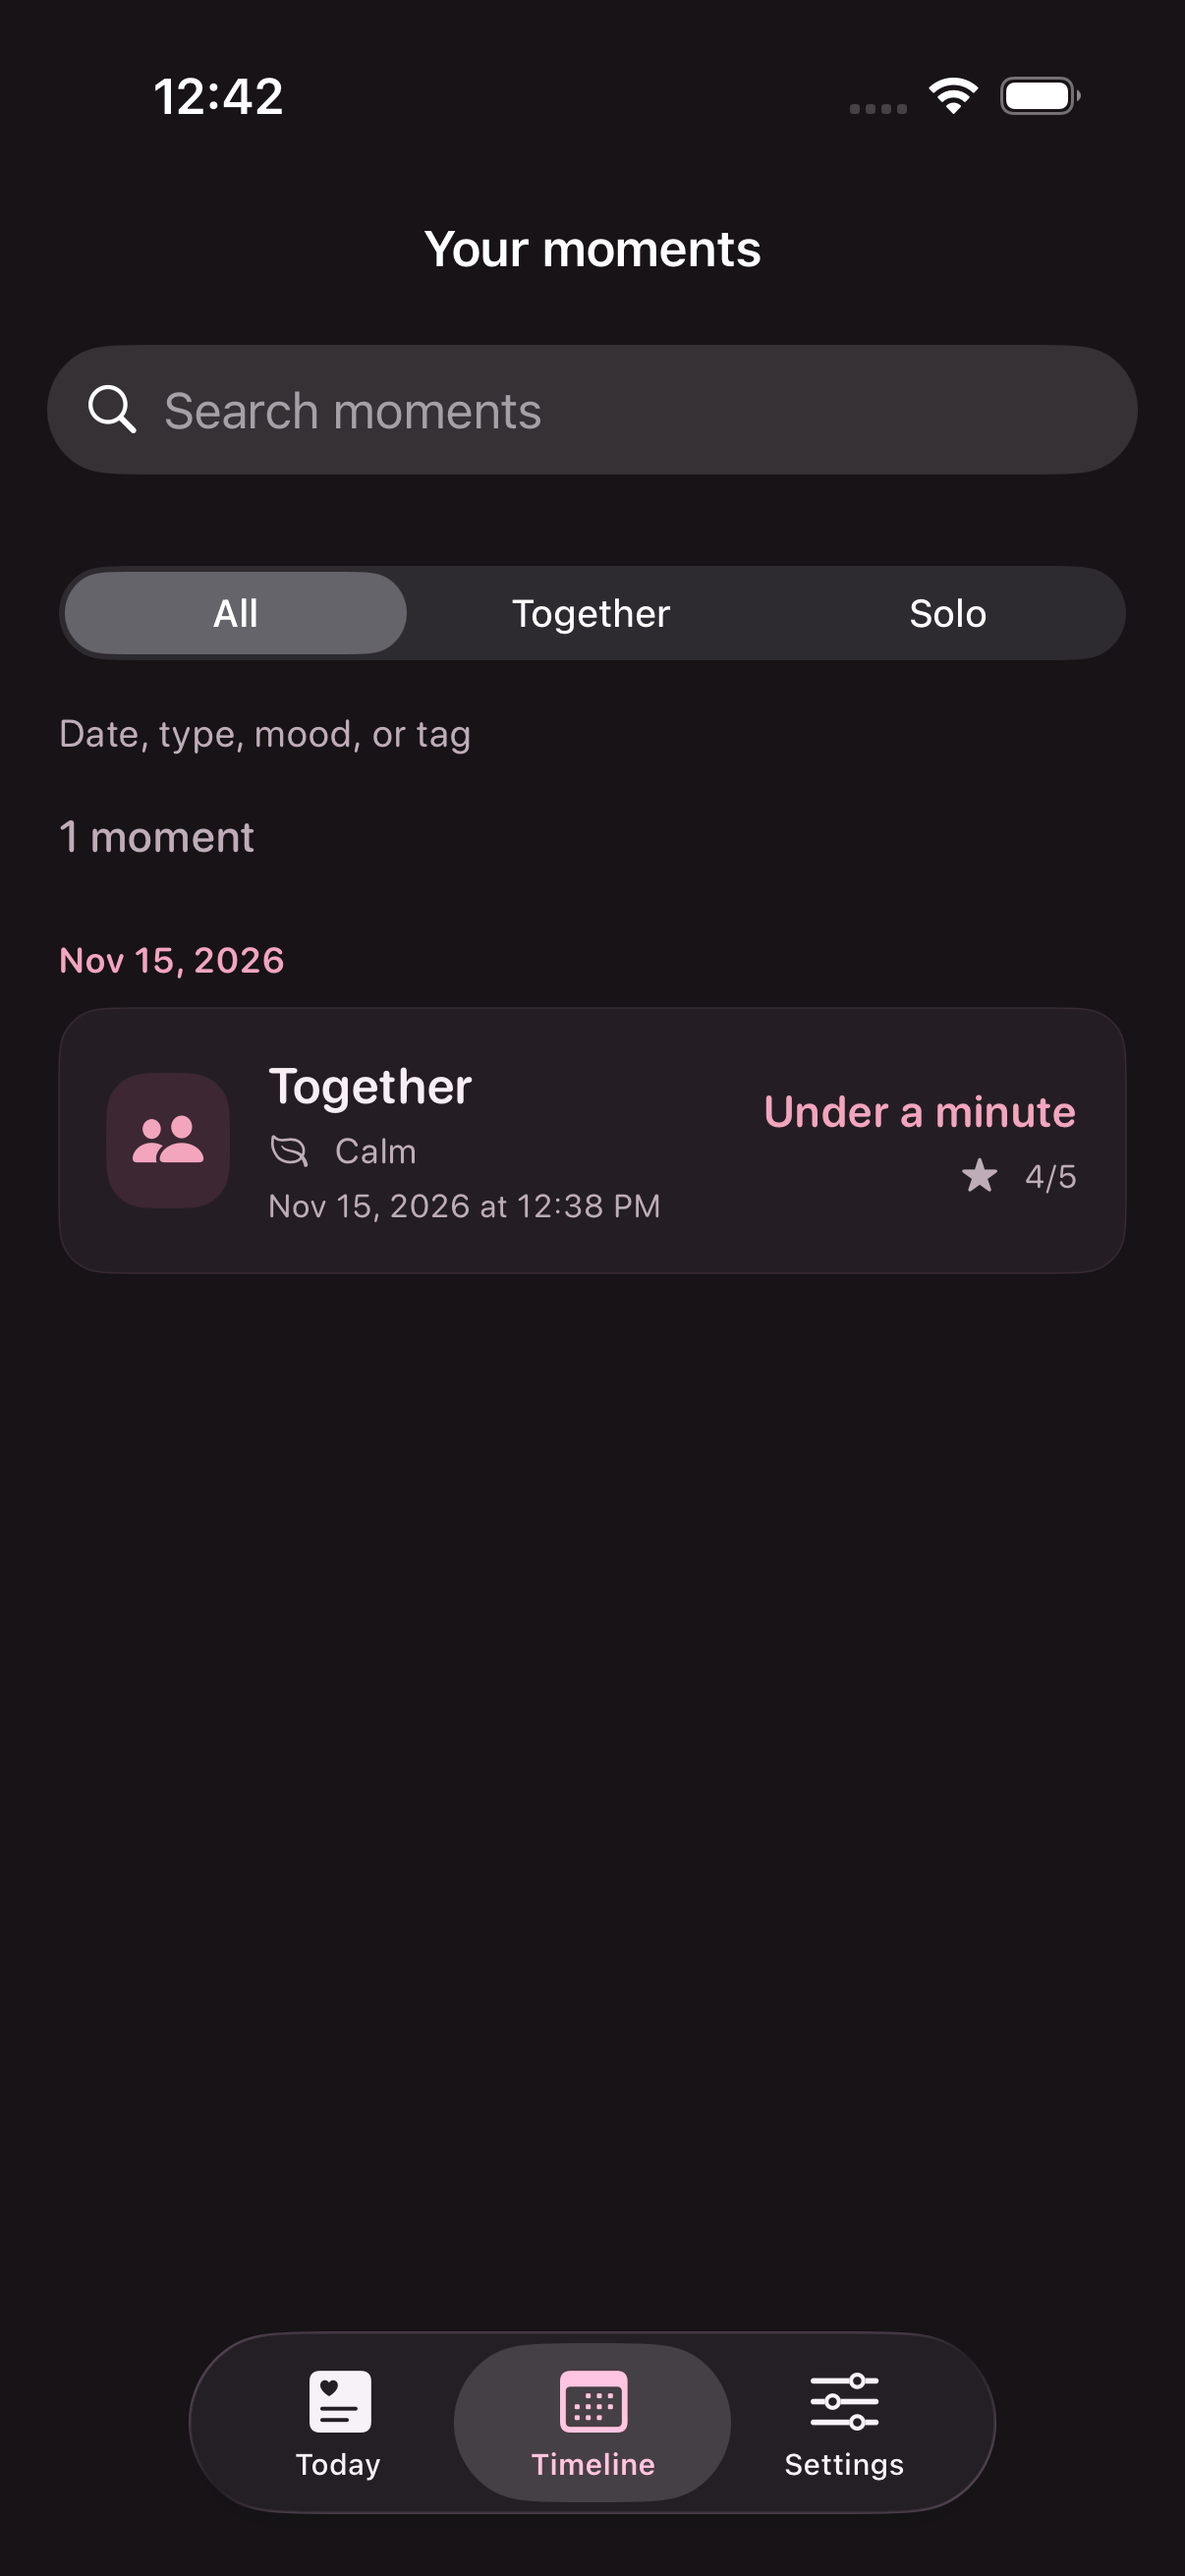 12:42
Your moments
Search moments
All Together Solo
Date, type, mood, or tag
1 moment
Nov 15, 2026
Together
Under a minute
Calm
4/5
Nov 15, 2026 at 12:38 PM
Today Timeline Settings